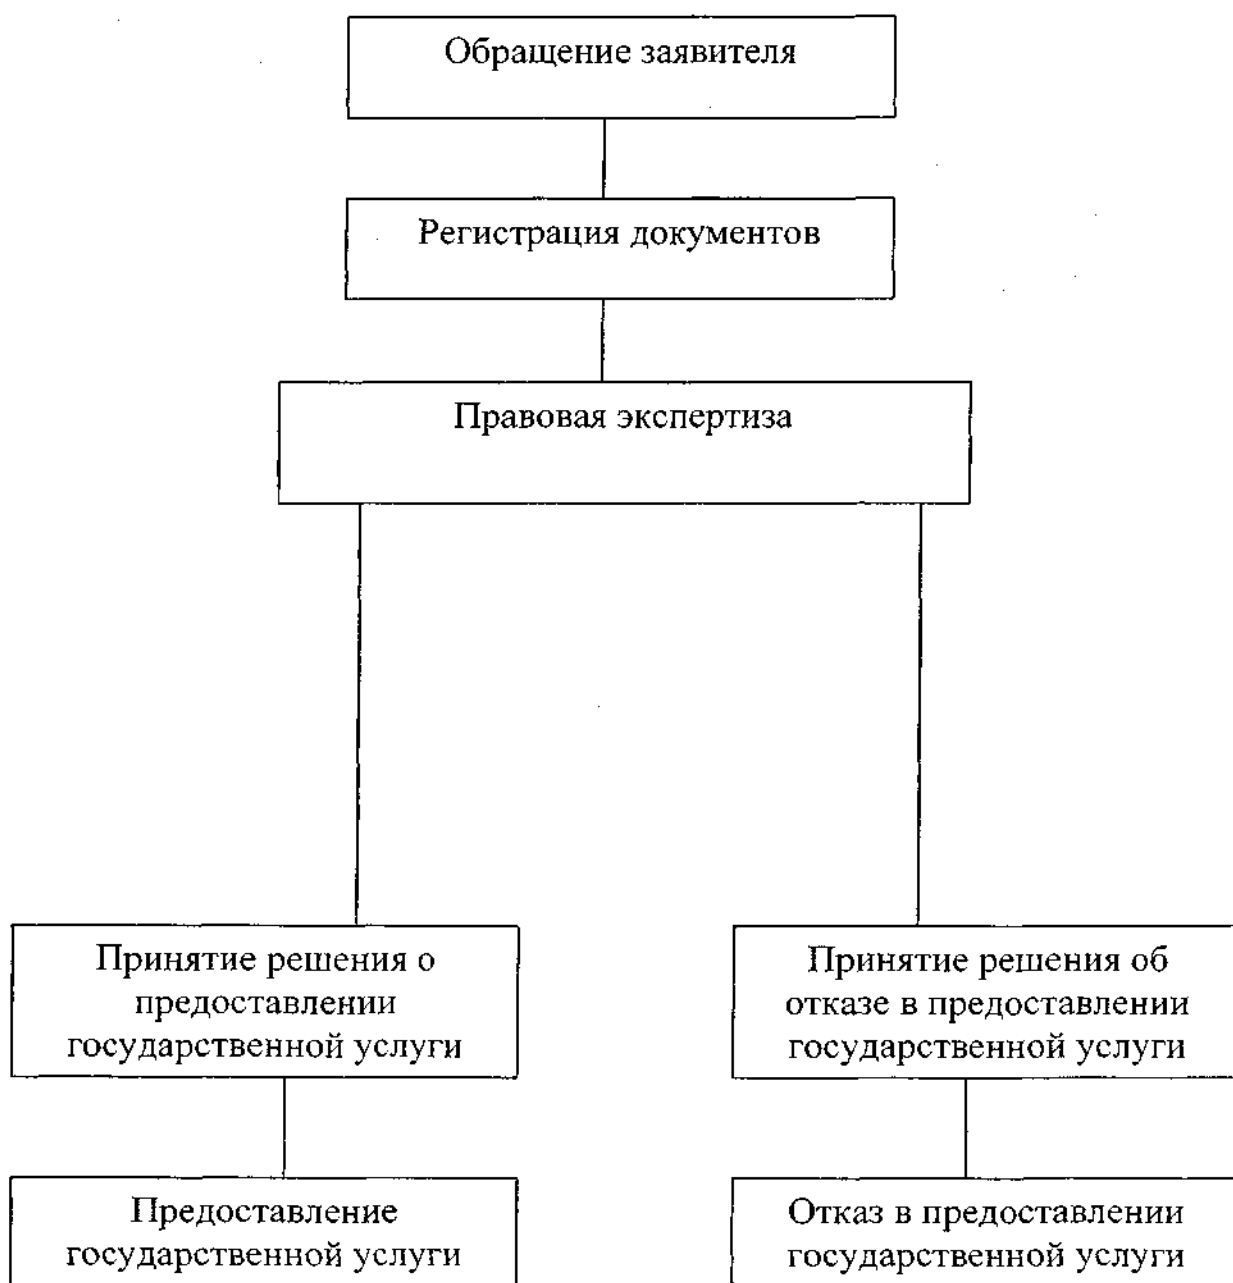 Обращение заявителя
Регистрация документов
Правовая экспертиза
Принятие решения о
предоставлении
государственной услуги
Принятие решения об
отказе в предоставлении
государственной услуги
Предоставление
государственной услуги
Отказ в предоставлении
государственной услуги